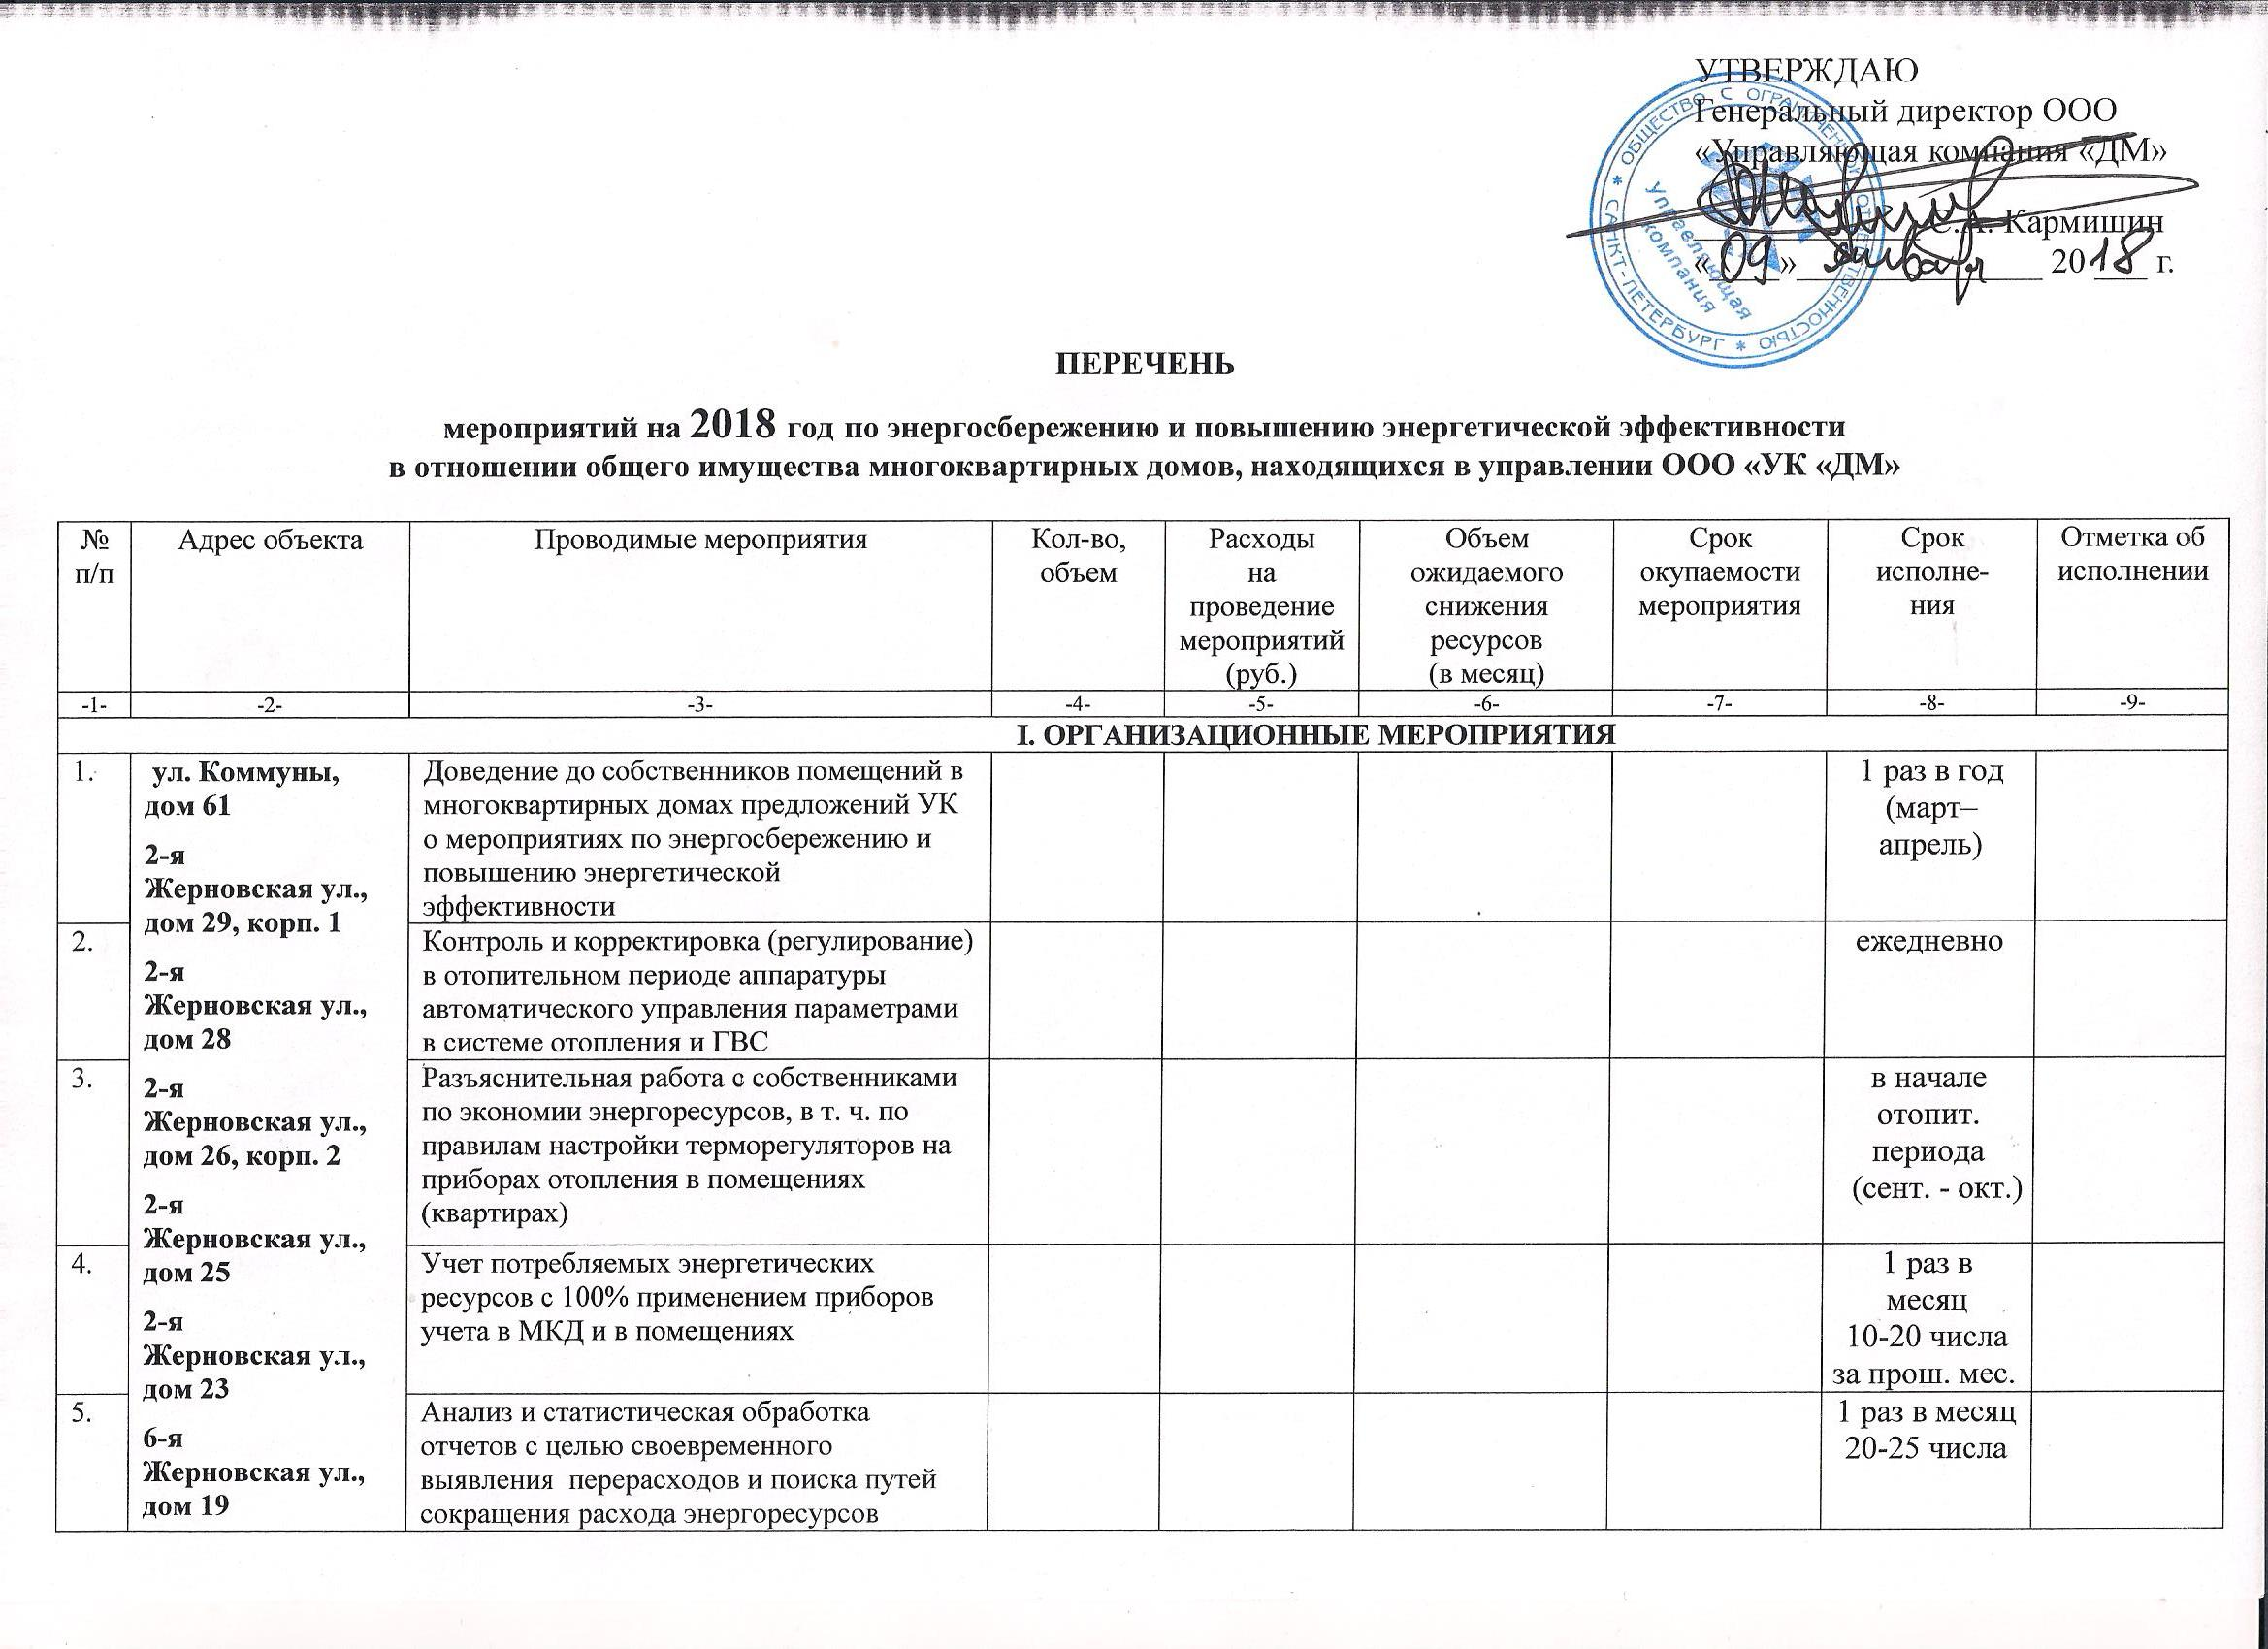 УТВЕРЖДАЮ
Генеральный директор ООО
«Управляющая компания «ДМ»
С.А. Кармишин
«09» января 2018 г.
* ОБЩЕСТВО С ОГРАНИЧЕННОЙ ОТВЕТСТВЕННОСТЬЮ * САНКТ-ПЕТЕРБУРГ
Управляющая
компания
ПЕРЕЧЕНЬ
мероприятий на 2018 год по энергосбережению и повышению энергетической эффективности
в отношении общего имущества многоквартирных домов, находящихся в управлении ООО «УК «ДМ»
№
п/п
Адрес объекта
Проводимые мероприятия
Кол-во,
объем
Расходы
на
проведение
мероприятий
(руб.)
Объем
ожидаемого
снижения
ресурсов
(в месяц)
Срок
окупаемости
мероприятия
Срок
исполне-
ния
Отметка об
исполнении
-1-
-2-
-3-
-4-
-5-
-6-
-7-
-8-
-9-
I. ОРГАНИЗАЦИОННЫЕ МЕРОПРИЯТИЯ
1.
ул. Коммуны,
дом 61
2-я
Жерновская ул.,
дом 29, корп. 1
2-я
Жерновская ул.,
дом 28
2-я
Жерновская ул.,
дом 26, корп. 2
2-я
Жерновская ул.,
дом 25
2-я
Жерновская ул.,
дом 23
6-я
Жерновская ул.,
дом 19
Доведение до собственников помещений в
многоквартирных домах предложений УК
о мероприятиях по энергосбережению и
повышению энергетической
эффективности
1 раз в год
(март–
апрель)
2.
Контроль и корректировка (регулирование)
в отопительном периоде аппаратуры
автоматического управления параметрами
в системе отопления и ГВС
ежедневно
3.
Разъяснительная работа с собственниками
по экономии энергоресурсов, в т. ч. по
правилам настройки терморегуляторов на
приборах отопления в помещениях
(квартирах)
в начале
отопит.
периода
(сент. - окт.)
4.
Учет потребляемых энергетических
ресурсов с 100% применением приборов
учета в МКД и в помещениях
1 раз в
месяц
10-20 числа
за прош. мес.
5.
Анализ и статистическая обработка
отчетов с целью своевременного
выявления перерасходов и поиска путей
сокращения расхода энергоресурсов
1 раз в месяц
20-25 числа